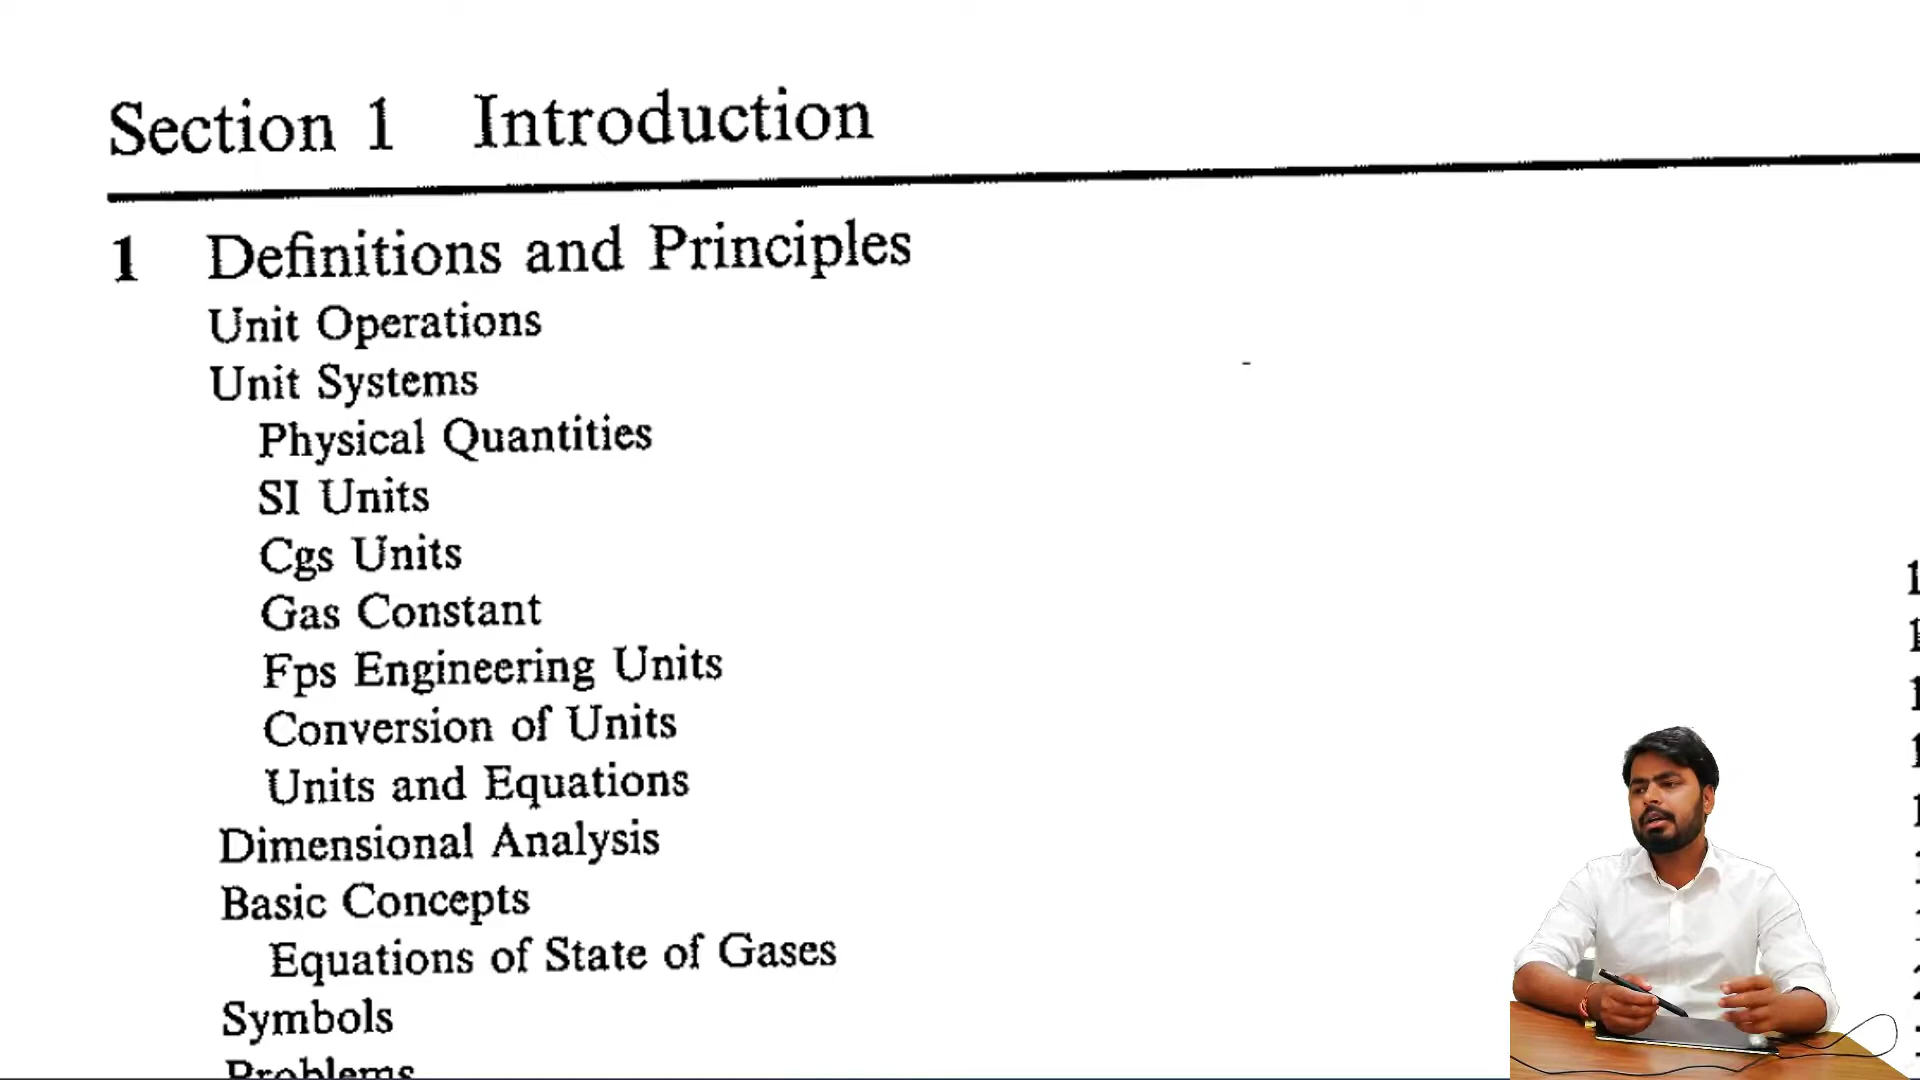 Section 1 Introduction
1 Definitions and Principles
Unit Operations
Unit Systems
Physical Quantities
SI Units
Cgs Units
Gas Constant
Fps Engineering Units
Conversion of Units
Units and Equations
Dimensional Analysis
Basic Concepts
Equations of State of Gases
Symbols
Problems